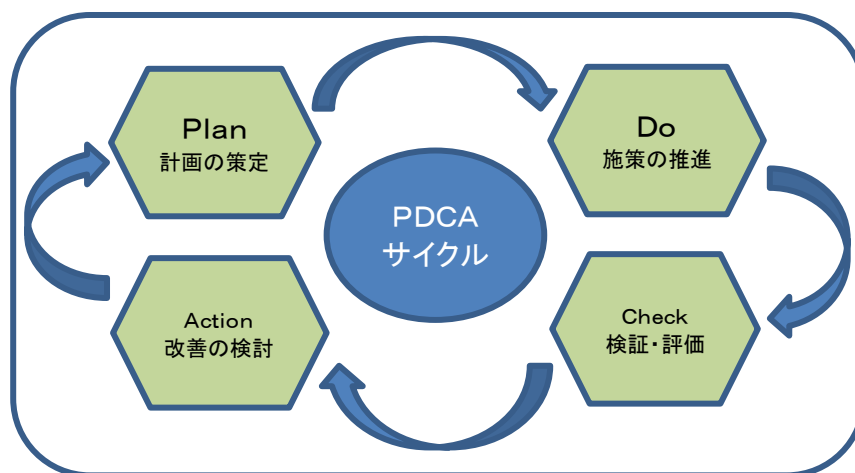 Plan
計画の策定
Do
施策の推進
PDCA
サイクル
Action
改善の検討
Check
検証・評価